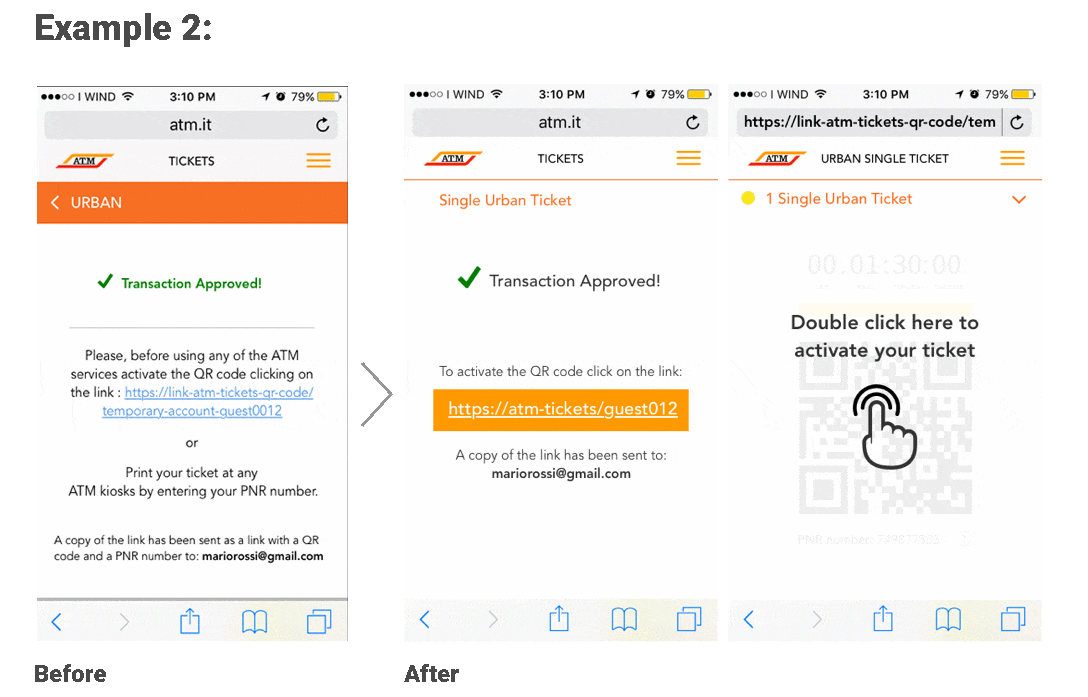 Example 2:
WIND 3:10 PM 79%
atm.it
ATM TICKETS
URBAN
Transaction Approved!
Please, before using any of the ATM
services activate the QR code clicking on
the link : https://link-atm-tickets-qr-code/
temporary-account-guest0012
or
Print your ticket at any
ATM kiosks by entering your PNR number.
A copy of the link has been sent as a link with a QR
code and a PNR number to: mariorossi@gmail.com
Before
WIND 3:10 PM 79%
atm.it
ATM TICKETS
Single Urban Ticket
Transaction Approved!
To activate the QR code click on the link:
https://atm-tickets/guest012
A copy of the link has been sent to:
mariorossi@gmail.com
After
WIND 3:10 PM 79%
https://link-atm-tickets-qr-code/tem
ATM URBAN SINGLE TICKET
1 Single Urban Ticket
00.01:30:00
Double click here to
activate your ticket
PNR number: